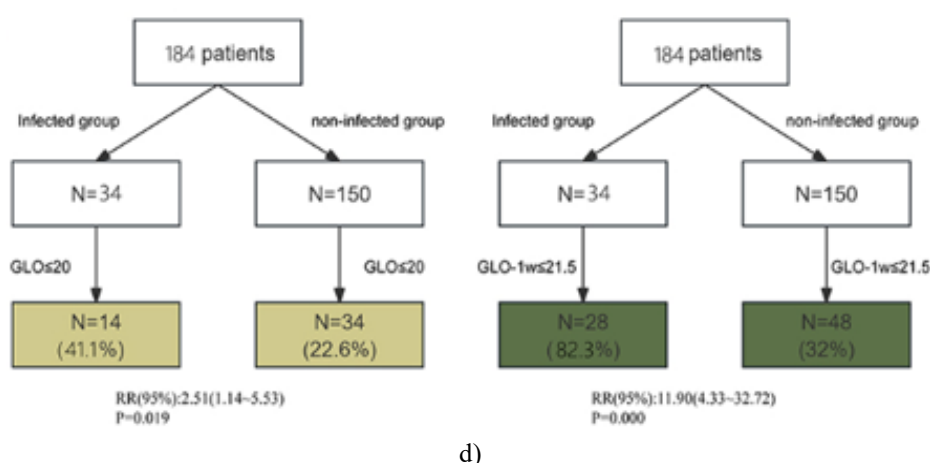 184 patients
Infected group
non-infected group
N=34
N=150
GLO≤20
GLO≤20
N=14
(41.1%)
N=34
(22.6%)
RR(95%):2.51(1.14~5.53)
P=0.019
184 patients
Infected group
non-infected group
N=34
N=150
GLO-1w≤21.5
GLO-1w≤21.5
N=28
(82.3%)
N=48
(32%)
RR(95%):11.90(4.33~32.72)
P=0.000
d)